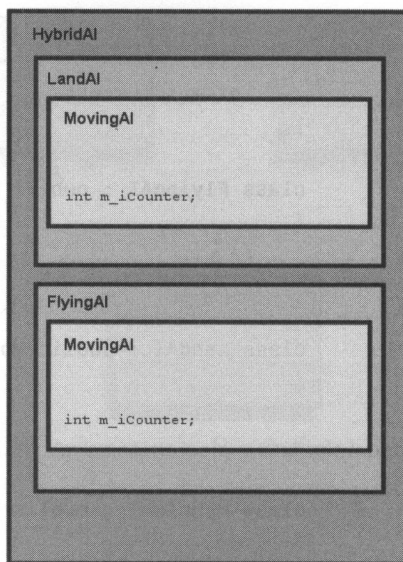 HybridAI
LandAI
MovingAI
int m_iCounter;
FlyingAI
MovingAI
int m_iCounter;